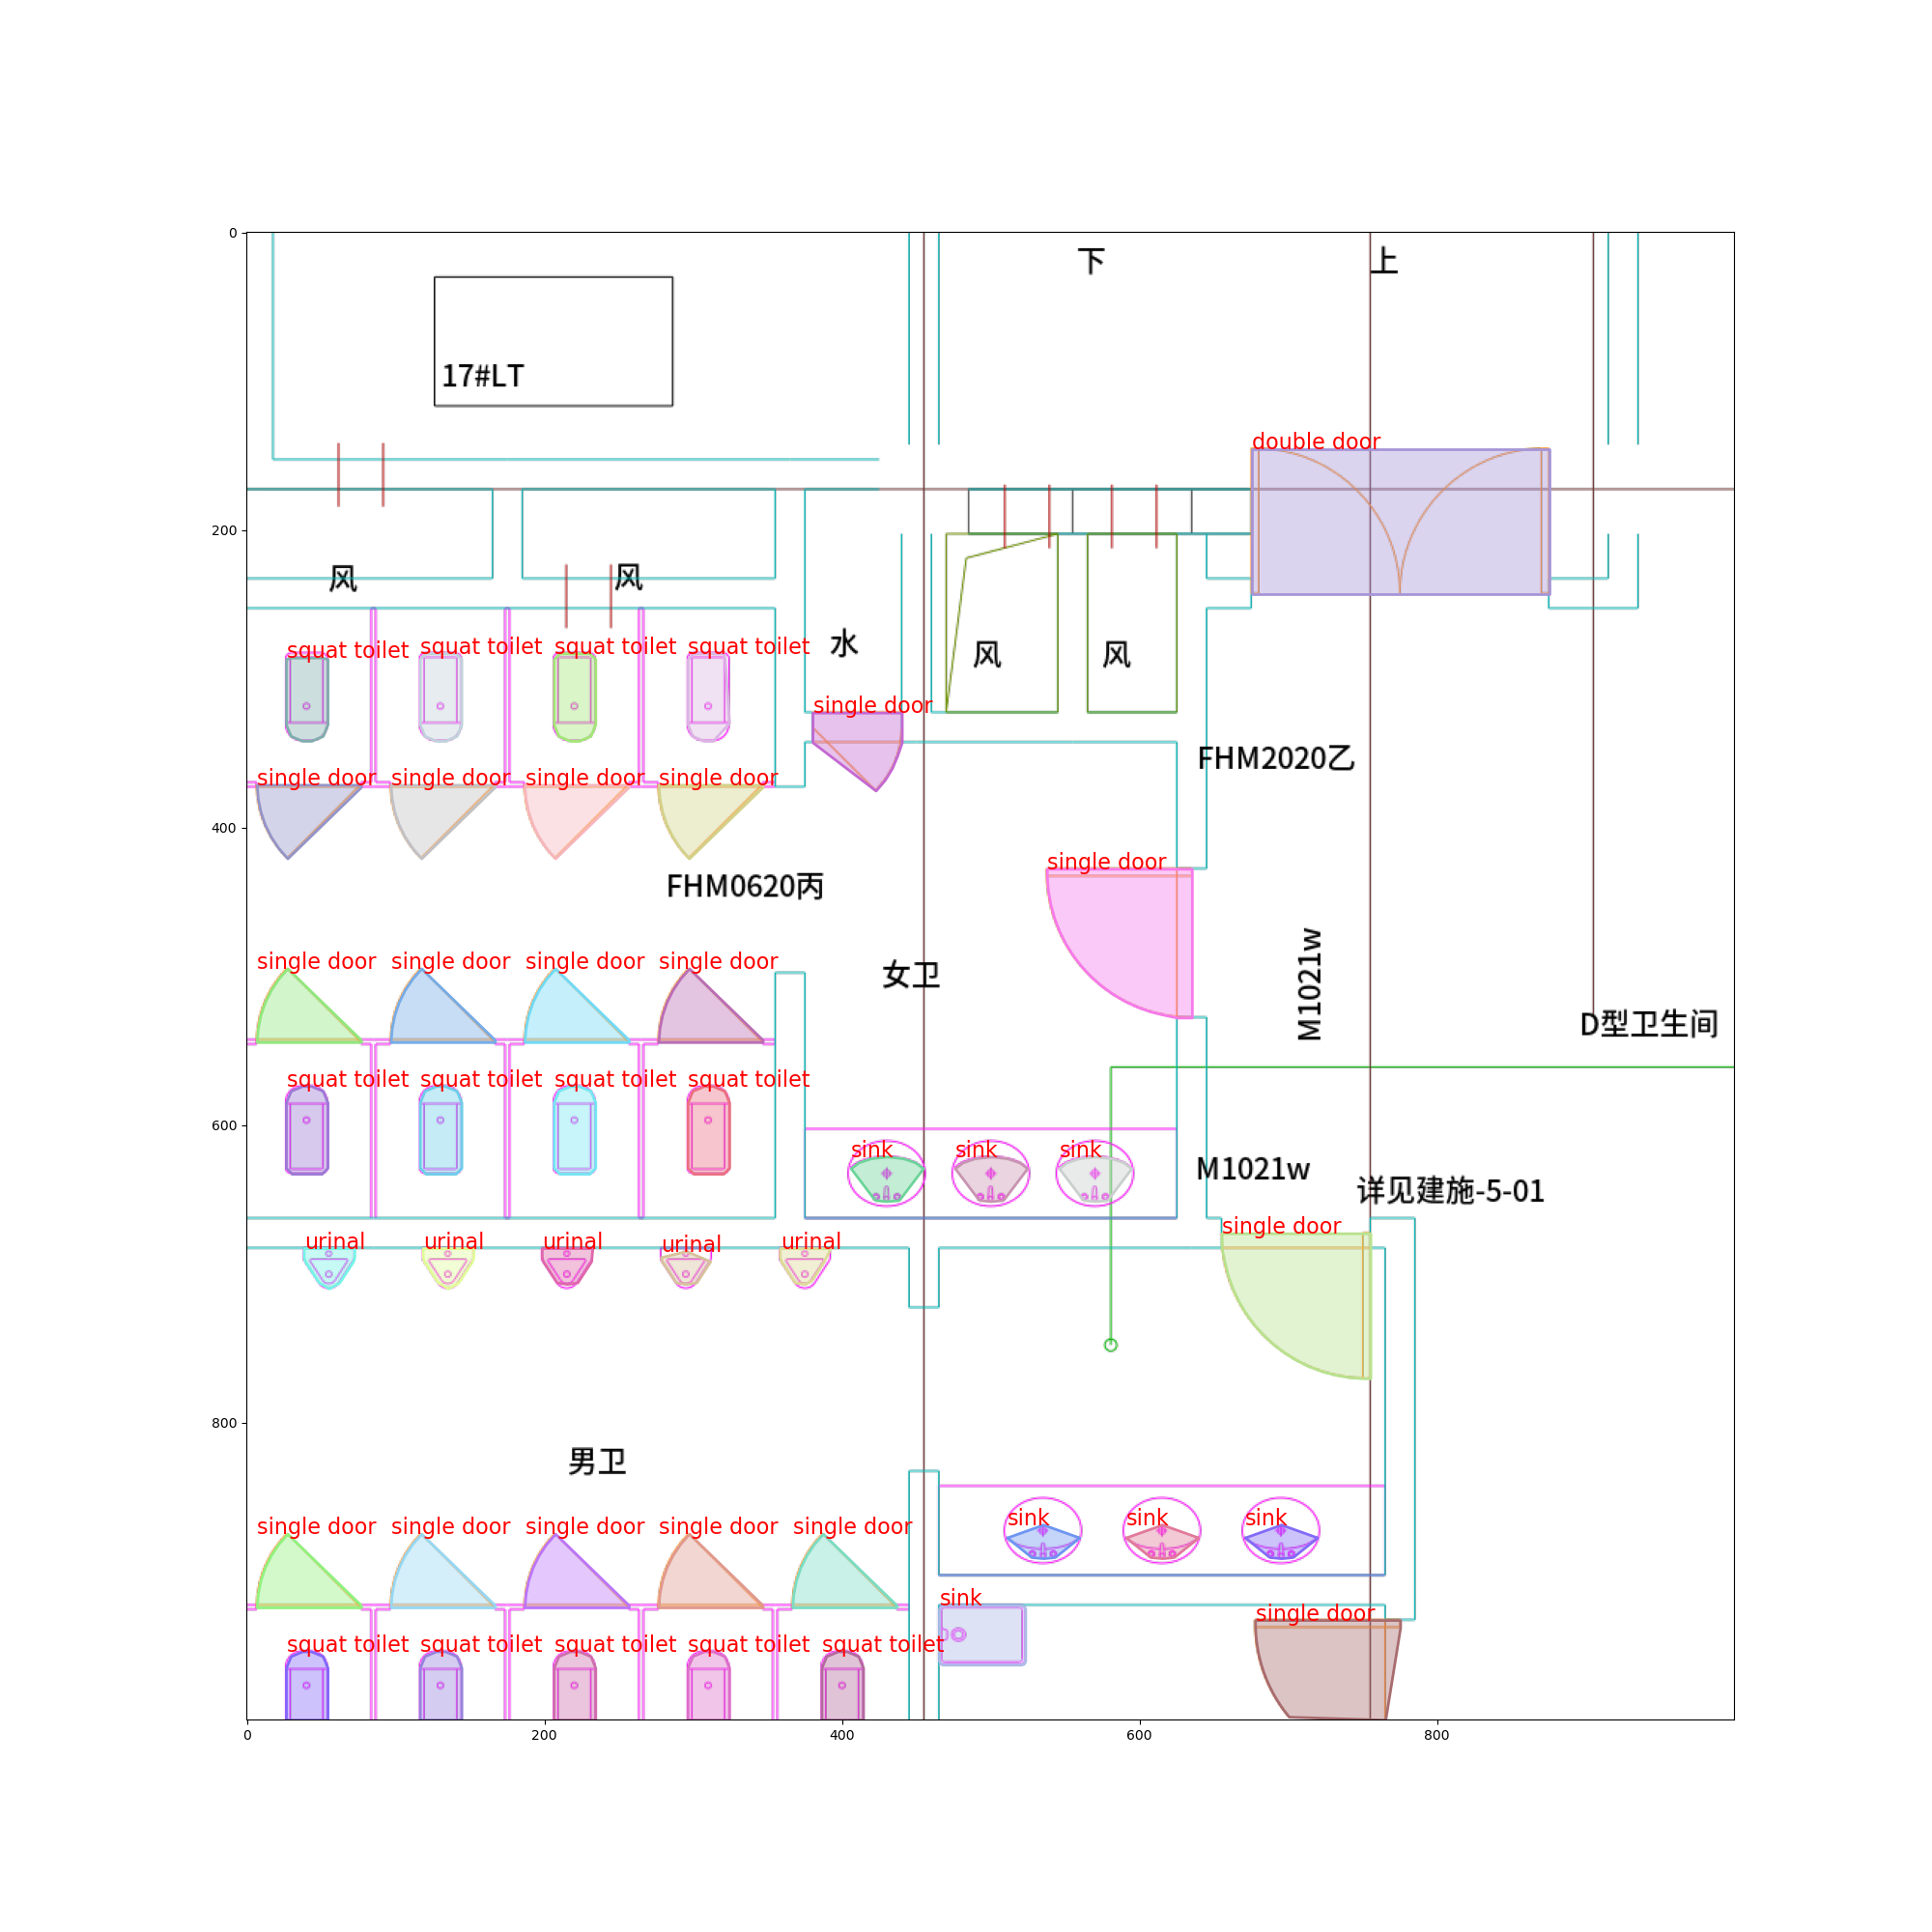 0
下
上
17#LT
double door
200
风
风
水
风
风
squat toilet
squat toilet
squat toilet
squat toilet
single door
FHM2020乙
single door
single door
single door
single door
400
single door
FHM0620丙
M1021w
single door
single door
single door
single door
女卫
D型卫生间
squat toilet
squat toilet
squat toilet
squat toilet
600
sink
sink
sink
M1021w
详见建施-5-01
single door
urinal
urinal
urinal
urinal
urinal
800
男卫
sink
sink
sink
single door
single door
single door
single door
single door
sink
single door
squat toilet
squat toilet
squat toilet
squat toilet
squat toilet
0
200
400
600
800